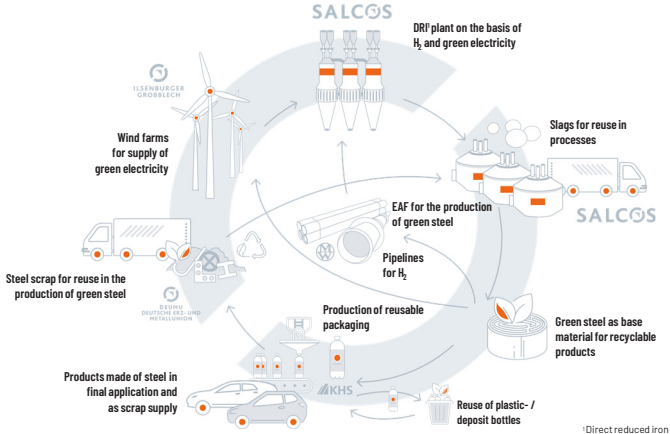 SALCOS
DRI¹ plant on the basis of
H₂ and green electricity
ILSENBURGER
GROBBLECH
Wind farms
for supply of
green electricity
Slags for reuse in
processes
SALCOS
EAF for the production
of green steel
Pipelines
for H₂
Steel scrap for reuse in the
production of green steel
DEUMU
DEUTSCHE ERZ- UND
METALLUNION
Production of reusable
packaging
Green steel as base
material for recyclable
products
Products made of steel in
final application and
as scrap supply
KHS
Reuse of plastic- /
deposit bottles
¹Direct reduced iron